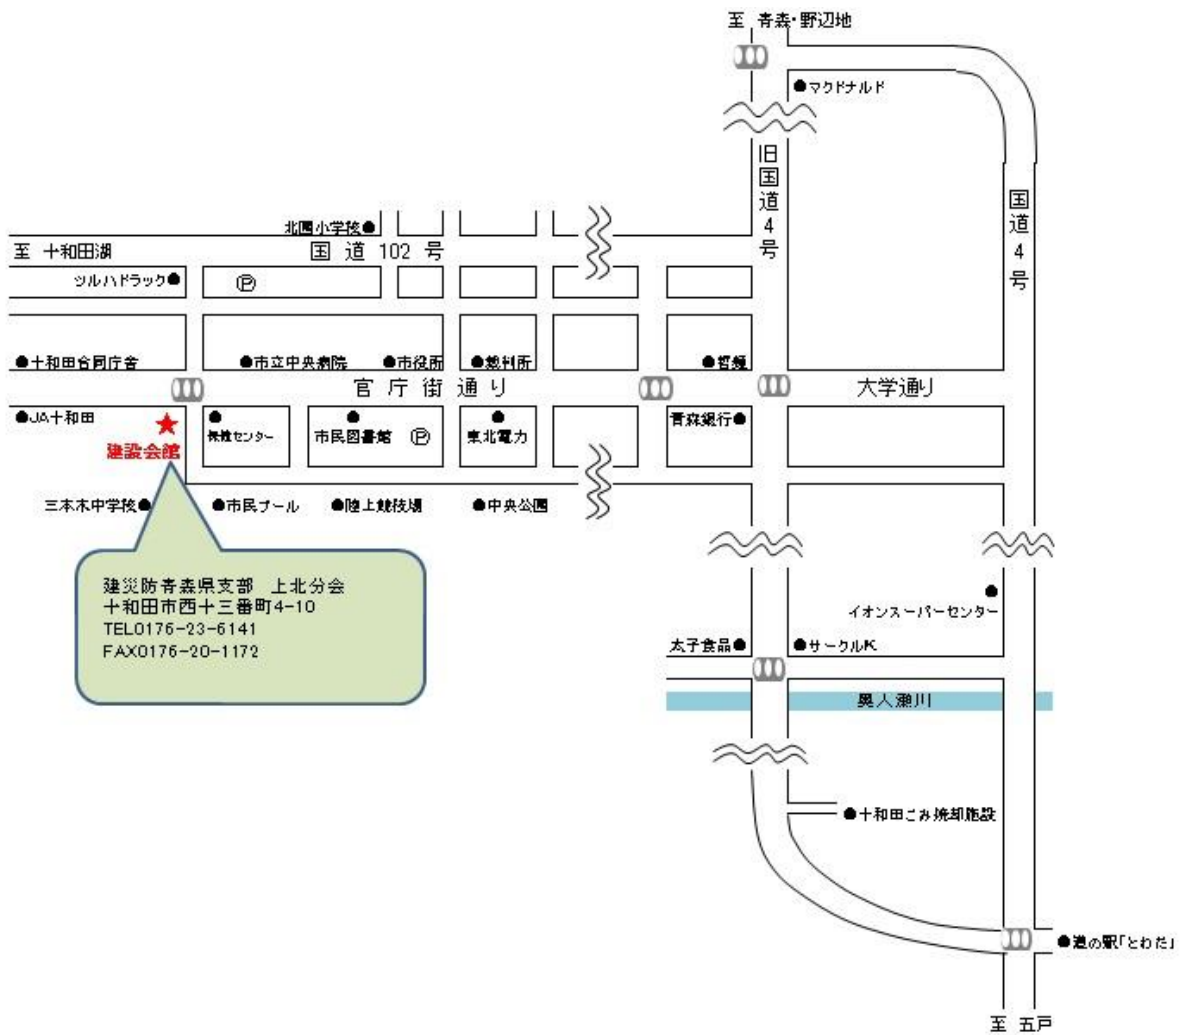 至 青森・野辺地
●マクドナルド
旧国道4号
国道4号
北園小学校●
至 十和田湖
国道102号
ツルハドラック●
Ⓟ
●十和田合同庁舎
●市立中央病院
●市役所
●裁判所
●哲麺
官庁街通り
大学通り
●JA十和田
★
建設会館
保健センター
市民図書館 Ⓟ
東北電力
青森銀行●
三本木中学校●
●市民プール
●陸上競技場
●中央公園
建災防青森県支部 上北分会
十和田市西十三番町4-10
TEL0176-23-6141
FAX0176-20-1172
イオンスーパーセンター
太子食品●
●サークルK
奥入瀬川
●十和田ごみ焼却施設
●道の駅「とわだ」
至 五戸